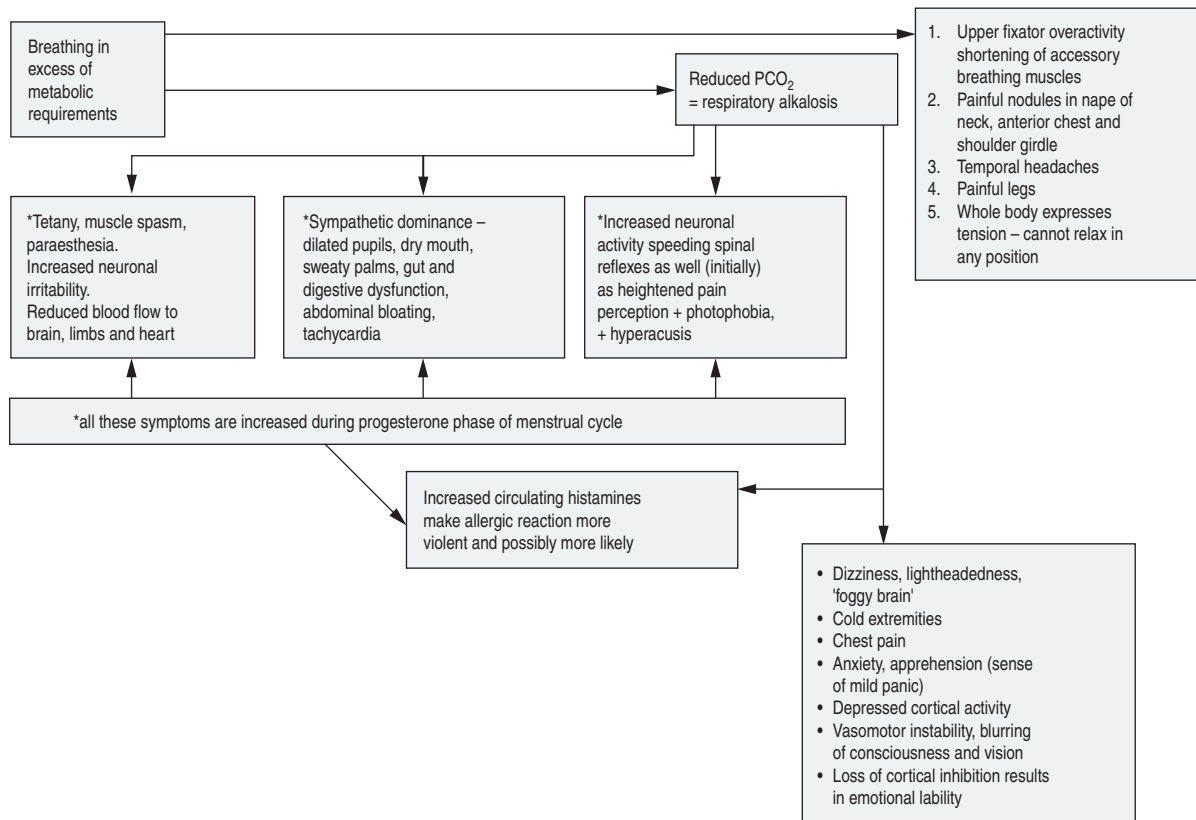 Breathing in
excess of
metabolic
requirements
Reduced PCO₂
= respiratory alkalosis
1. Upper fixator overactivity
shortening of accessory
breathing muscles
2. Painful nodules in nape of
neck, anterior chest and
shoulder girdle
3. Temporal headaches
4. Painful legs
5. Whole body expresses
tension – cannot relax in
any position
*Tetany, muscle spasm,
paraesthesia.
Increased neuronal
irritability.
Reduced blood flow to
brain, limbs and heart
*Sympathetic dominance –
dilated pupils, dry mouth,
sweaty palms, gut and
digestive dysfunction,
abdominal bloating,
tachycardia
*Increased neuronal
activity speeding spinal
reflexes as well (initially)
as heightened pain
perception + photophobia,
+ hyperacusis
*all these symptoms are increased during progesterone phase of menstrual cycle
Increased circulating histamines
make allergic reaction more
violent and possibly more likely
• Dizziness, lightheadedness,
'foggy brain'
• Cold extremities
• Chest pain
• Anxiety, apprehension (sense
of mild panic)
• Depressed cortical activity
• Vasomotor instability, blurring
of consciousness and vision
• Loss of cortical inhibition results
in emotional lability